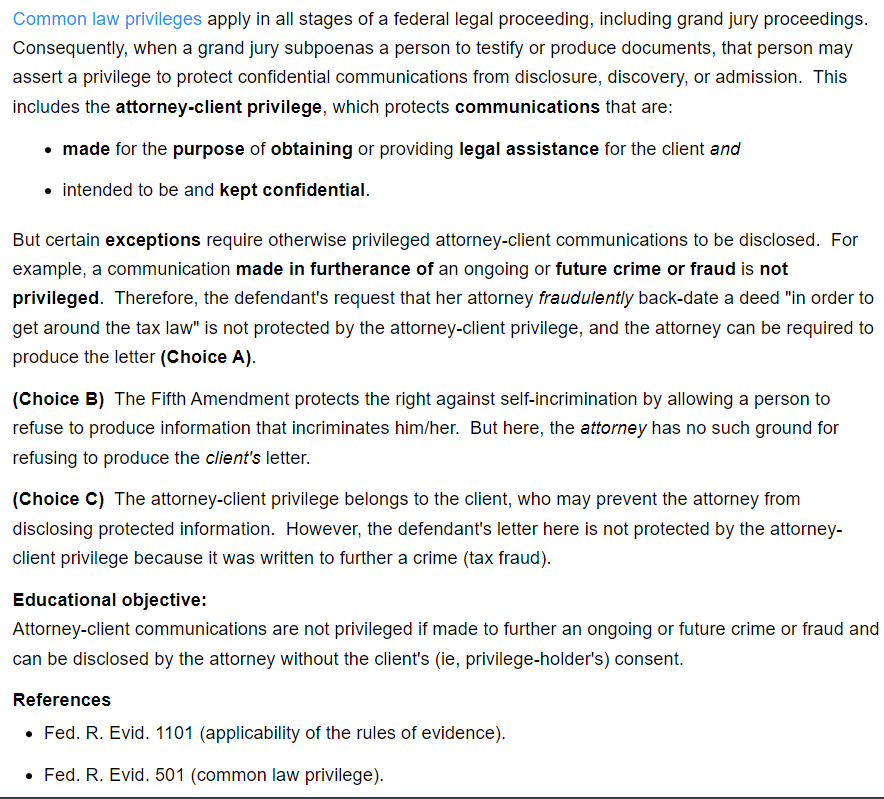 Common law privileges apply in all stages of a federal legal proceeding, including grand jury proceedings.
Consequently, when a grand jury subpoenas a person to testify or produce documents, that person may
assert a privilege to protect confidential communications from disclosure, discovery, or admission.  This
includes the attorney-client privilege, which protects communications that are:
• made for the purpose of obtaining or providing legal assistance for the client and
• intended to be and kept confidential.
But certain exceptions require otherwise privileged attorney-client communications to be disclosed.  For
example, a communication made in furtherance of an ongoing or future crime or fraud is not
privileged.  Therefore, the defendant's request that her attorney fraudulently back-date a deed "in order to
get around the tax law" is not protected by the attorney-client privilege, and the attorney can be required to
produce the letter (Choice A).
(Choice B)  The Fifth Amendment protects the right against self-incrimination by allowing a person to
refuse to produce information that incriminates him/her.  But here, the attorney has no such ground for
refusing to produce the client's letter.
(Choice C)  The attorney-client privilege belongs to the client, who may prevent the attorney from
disclosing protected information.  However, the defendant's letter here is not protected by the attorney-
client privilege because it was written to further a crime (tax fraud).
Educational objective:
Attorney-client communications are not privileged if made to further an ongoing or future crime or fraud and
can be disclosed by the attorney without the client's (ie, privilege-holder's) consent.
References
• Fed. R. Evid. 1101 (applicability of the rules of evidence).
• Fed. R. Evid. 501 (common law privilege).